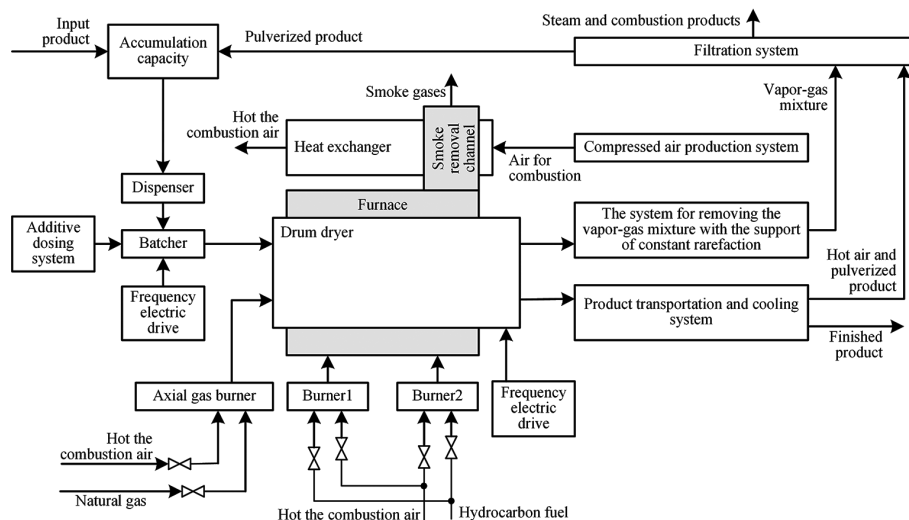 Input
product
Accumulation
capacity
Pulverized product
Steam and combustion products
Filtration system
Smoke gases
Vapor-gas
mixture
Hot the
combustion air
Heat exchanger
Smoke
removal
channel
Air for
combustion
Compressed air production system
Dispenser
Furnace
Additive
dosing
system
Batcher
Drum dryer
The system for removing the
vapor-gas mixture with the support
of constant rarefaction
Hot air and
pulverized
product
Frequency
electric
drive
Product transportation and cooling
system
Finished
product
Axial gas burner
Burner1
Burner2
Frequency
electric
drive
Hot the
combustion air
Natural gas
Hot the combustion air
Hydrocarbon fuel